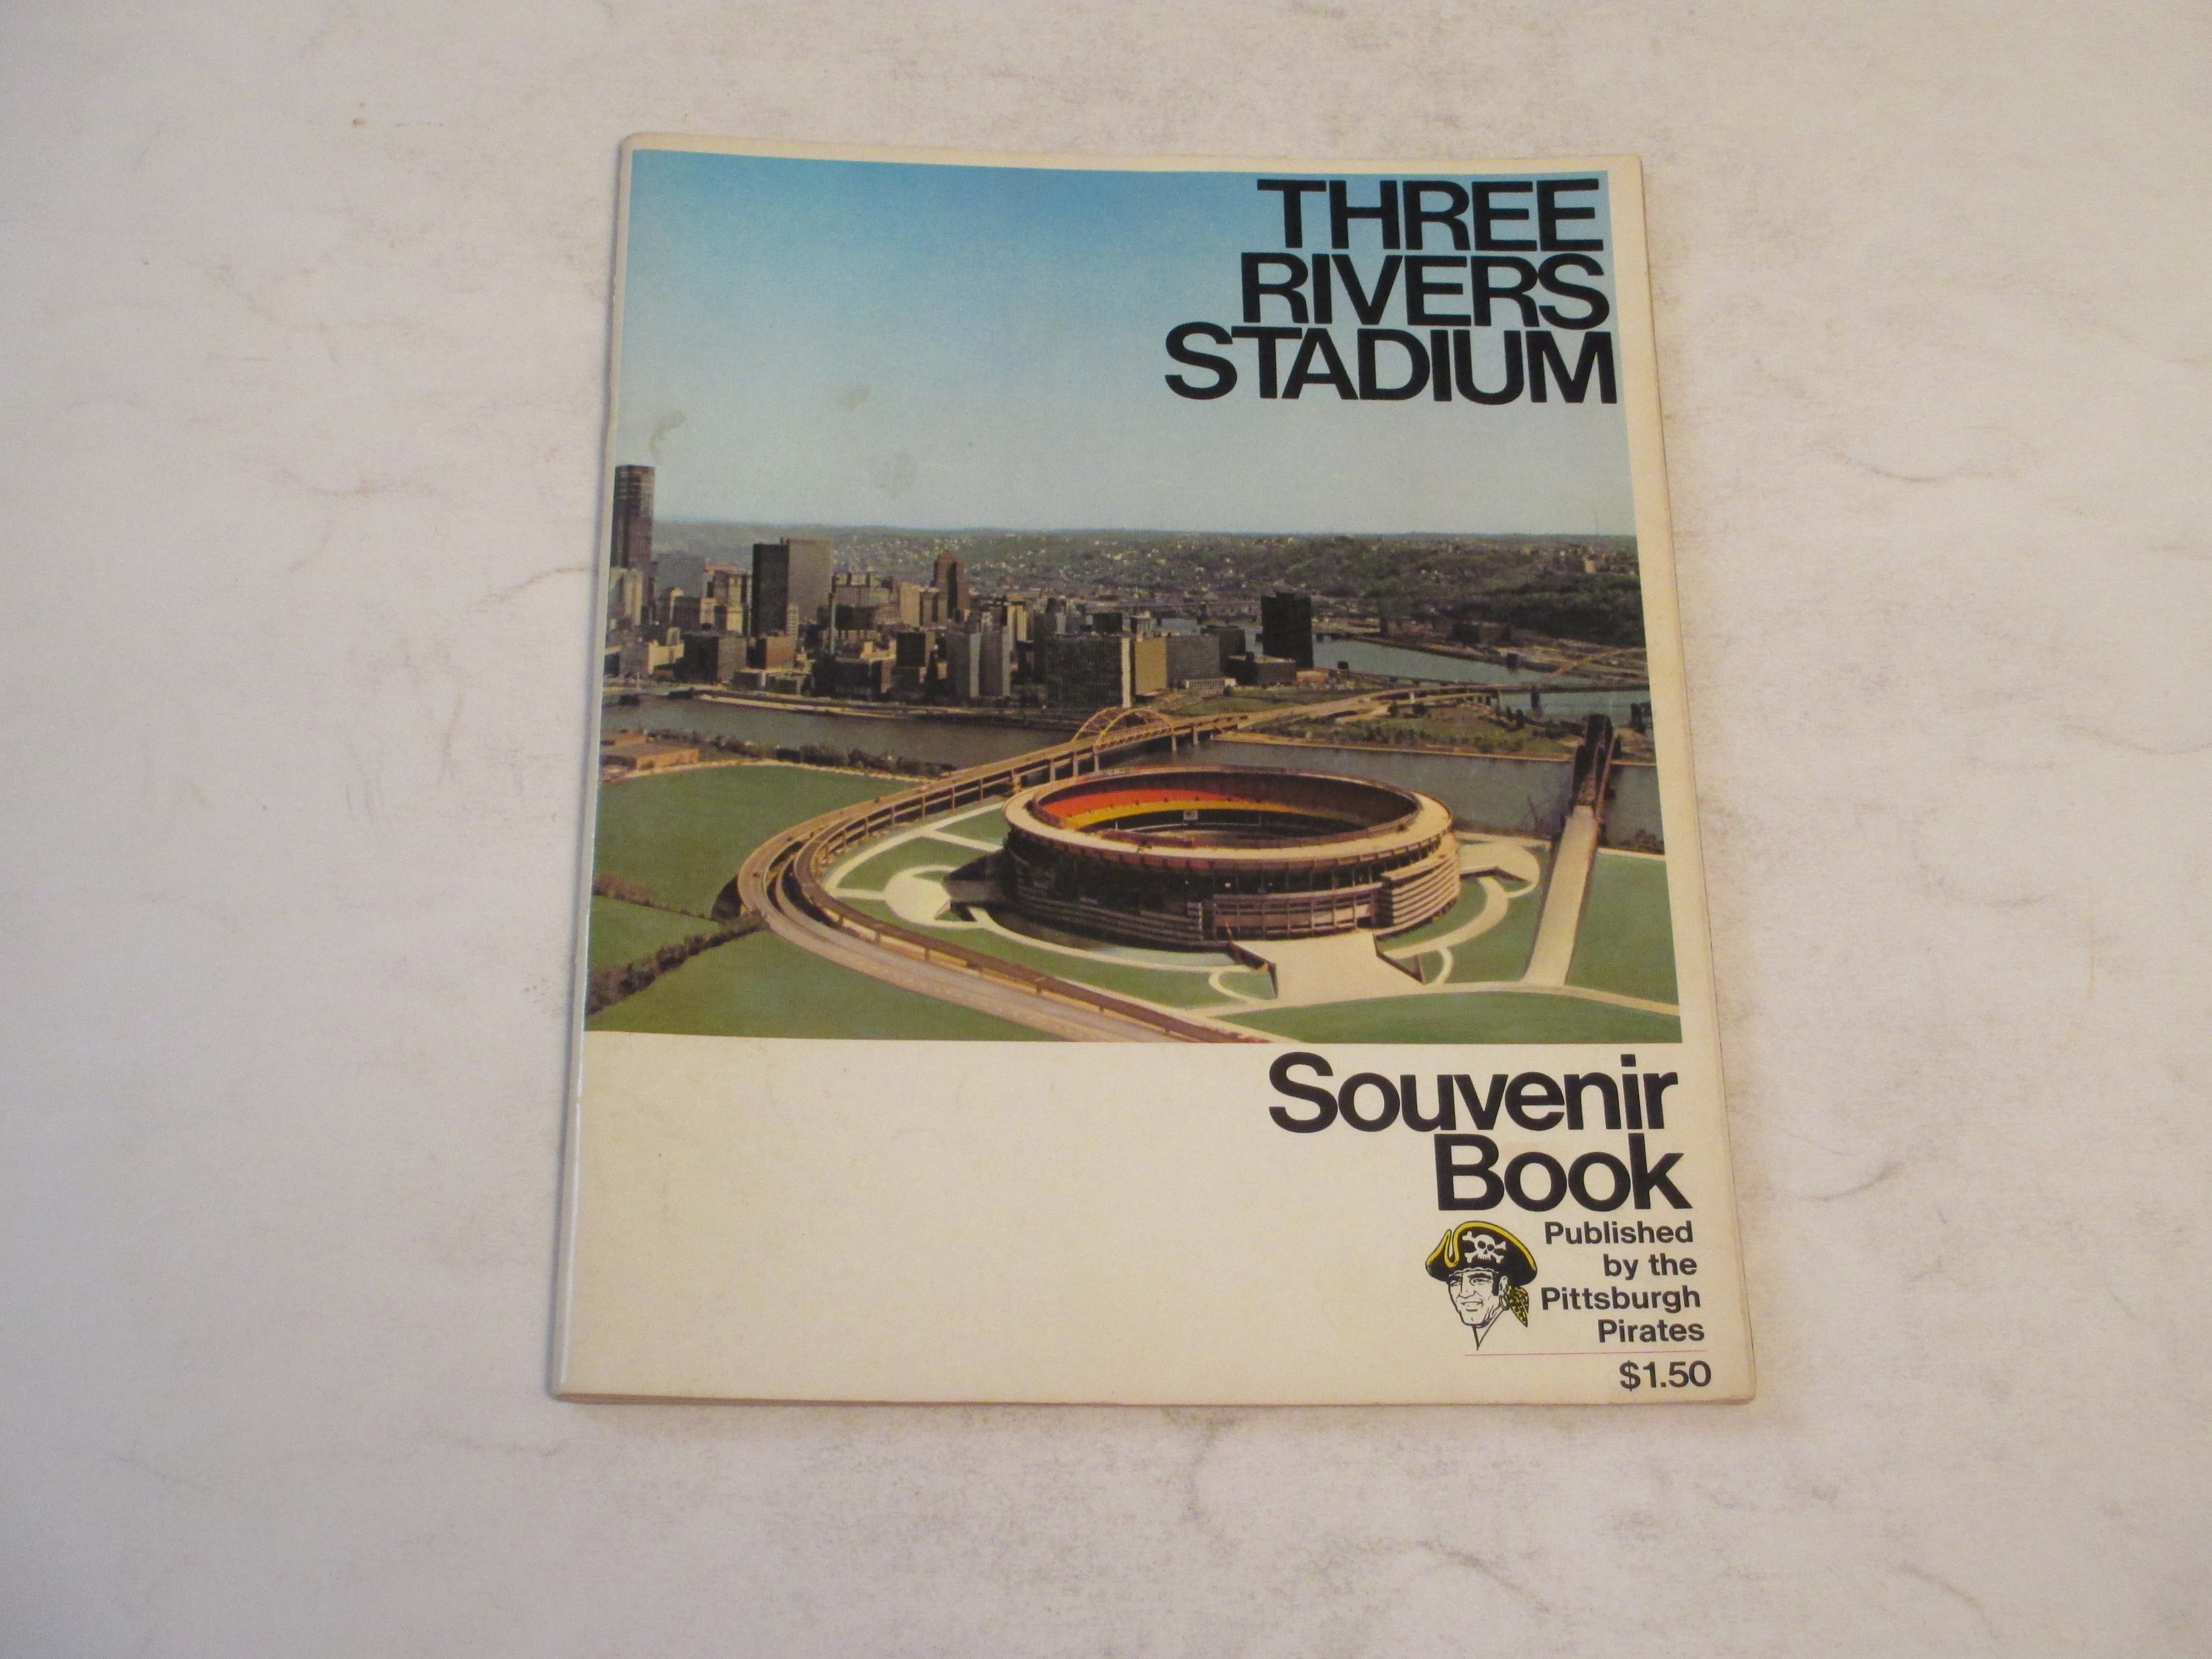 THREE
RIVERS
STADIUM
Souvenir
Book
Published
by the
Pittsburgh
Pirates
$1.50